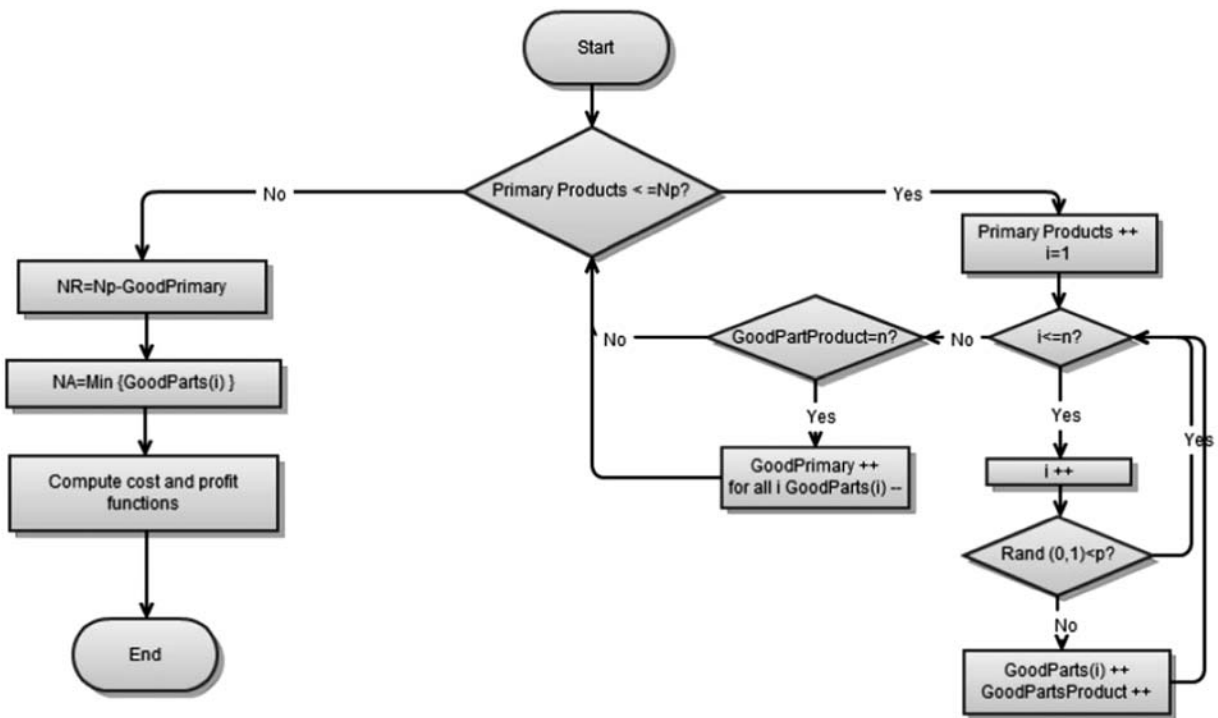 Start
Primary Products < =Np?
No
Yes
Primary Products ++
i=1
NR=Np-GoodPrimary
GoodPartProduct=n?
i<=n?
No
No
NA=Min {GoodParts(i) }
Yes
Yes
Yes
GoodPrimary ++
for all i GoodParts(i) --
i ++
Compute cost and profit
functions
Rand (0,1)<p?
No
End
GoodParts(i) ++
GoodPartsProduct ++